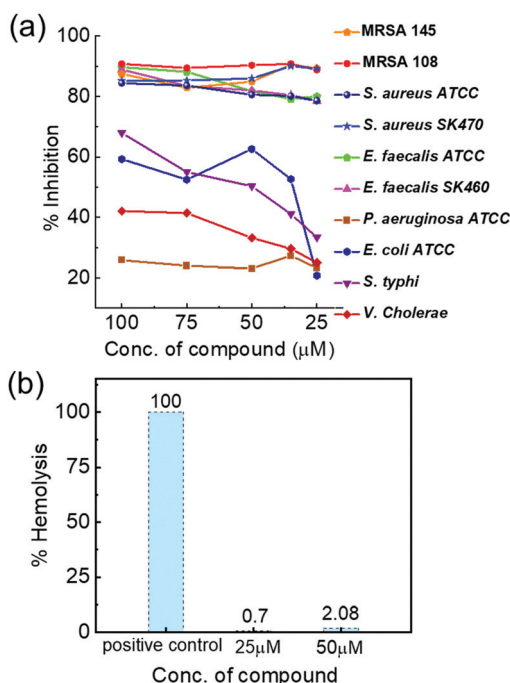 (a)
100
80
60
40
20
% Inhibition
100 75 50 25
Conc. of compound (μM)
MRSA 145
MRSA 108
S. aureus ATCC
S. aureus SK470
E. faecalis ATCC
E. faecalis SK460
P. aeruginosa ATCC
E. coli ATCC
S. typhi
V. Cholerae
(b)
100
75
50
25
0
% Hemolysis
100
0.7
2.08
positive control 25μM 50μM
Conc. of compound